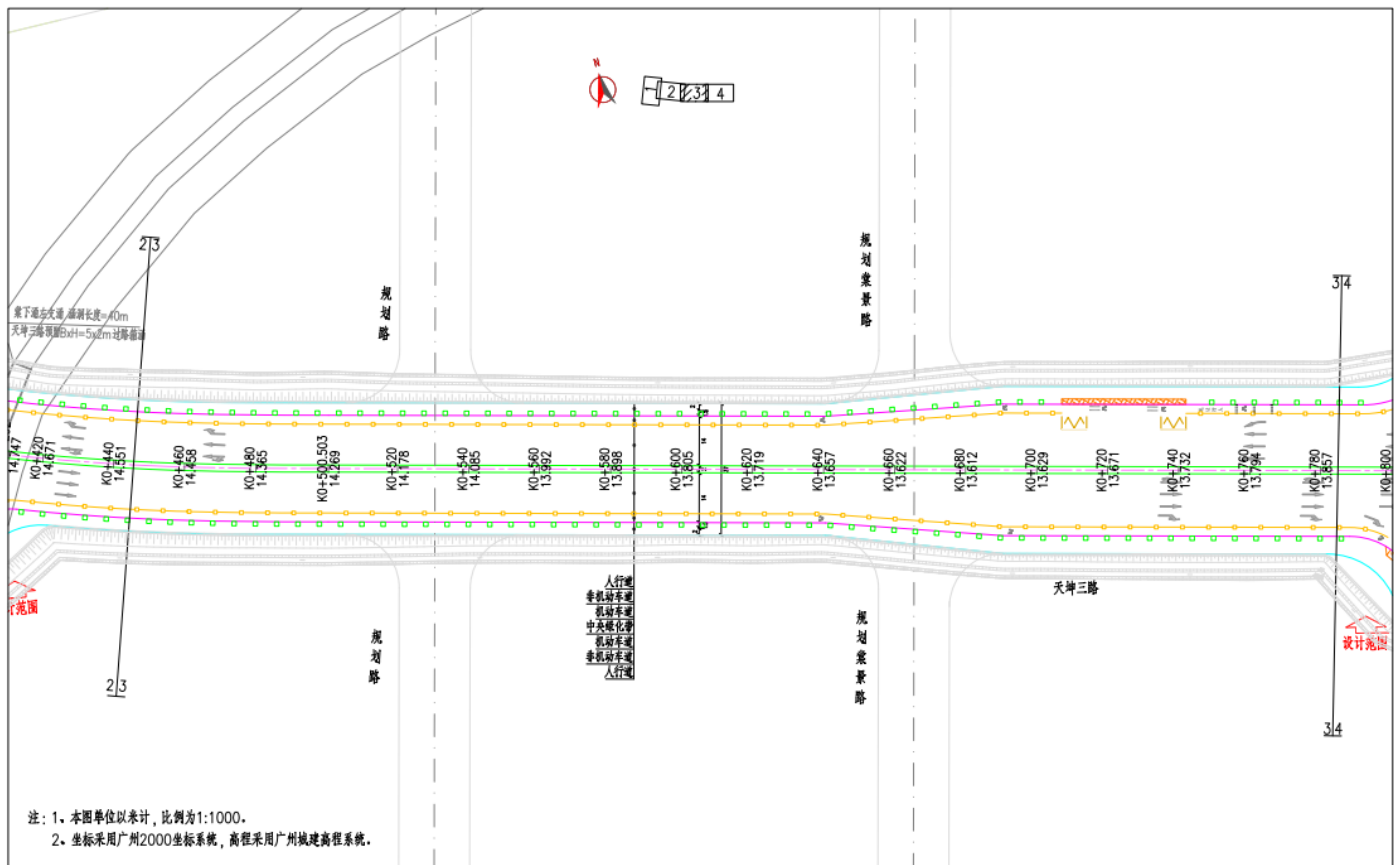 N
1 2 3 4
2 3
3 4
规划路
规划棠景路
棠下涌左支涌 涵洞长度=40m
天坤三路预留BxH=5x2m过路箱涵
14.747
K0+420
14.671
K0+440
14.551
K0+460
14.458
K0+480
14.365
K0+500.503
14.269
K0+520
14.178
K0+540
14.085
K0+560
13.992
K0+580
13.898
K0+600
13.805
K0+620
13.719
K0+640
13.657
K0+660
13.622
K0+680
13.612
K0+700
13.629
K0+720
13.671
K0+740
13.732
K0+760
13.794
K0+780
13.857
K0+800
14
14
人行道
非机动车道
机动车道
中央绿化带
机动车道
非机动车道
人行道
天坤三路
计范围
设计范围
规划路
规划棠景路
2 3
3 4
注：1、本图单位以米计，比例为1:1000。
2、坐标采用广州2000坐标系统，高程采用广州城建高程系统。